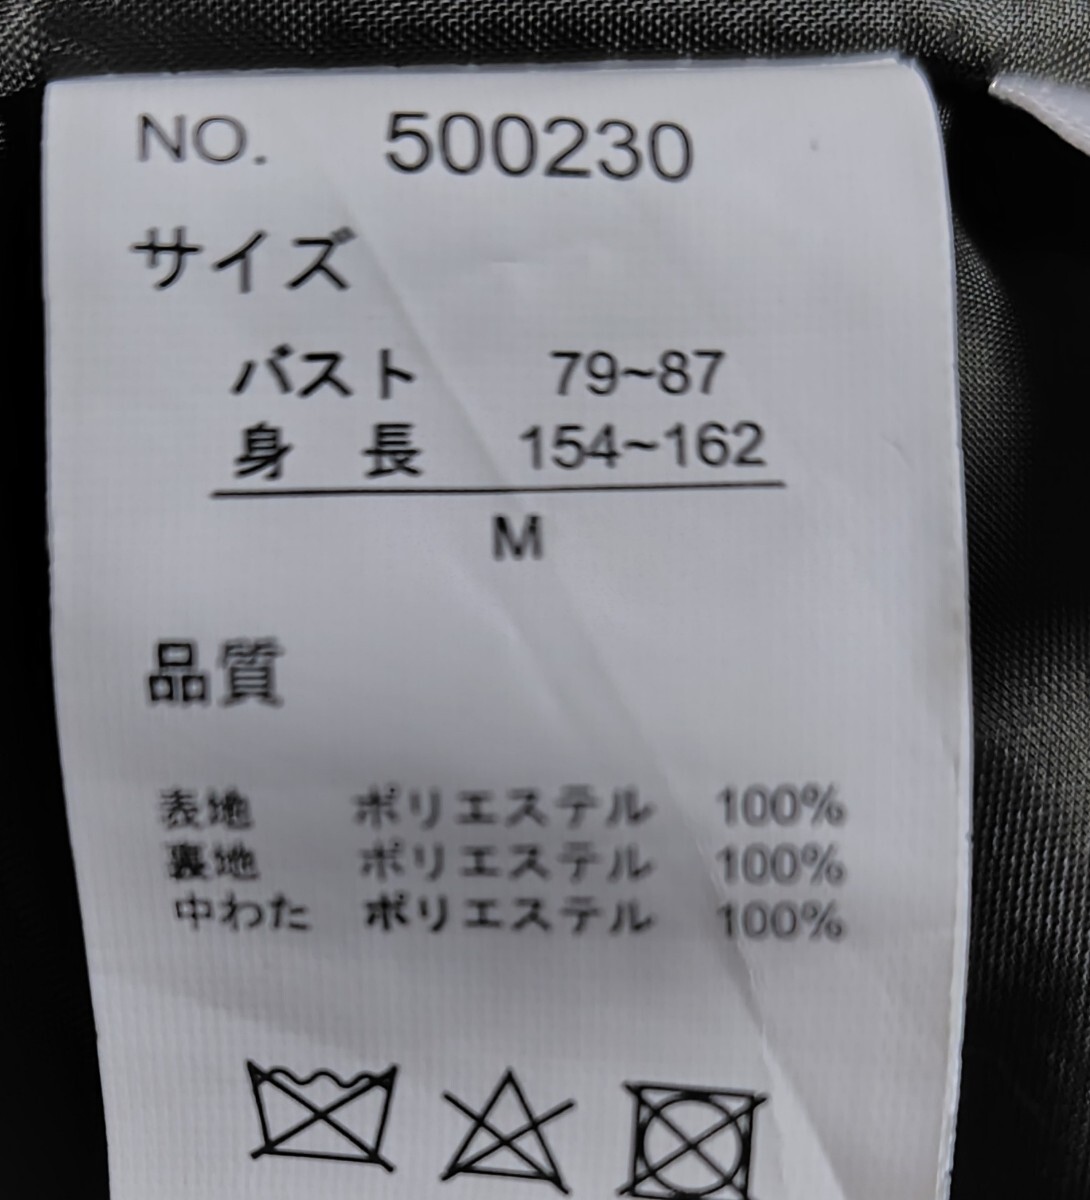 NO. 500230
サイズ
バスト 79~87
身 長 154~162
M
品質
表地 ポリエステル 100%
裏地 ポリエステル 100%
中わた ポリエステル 100%